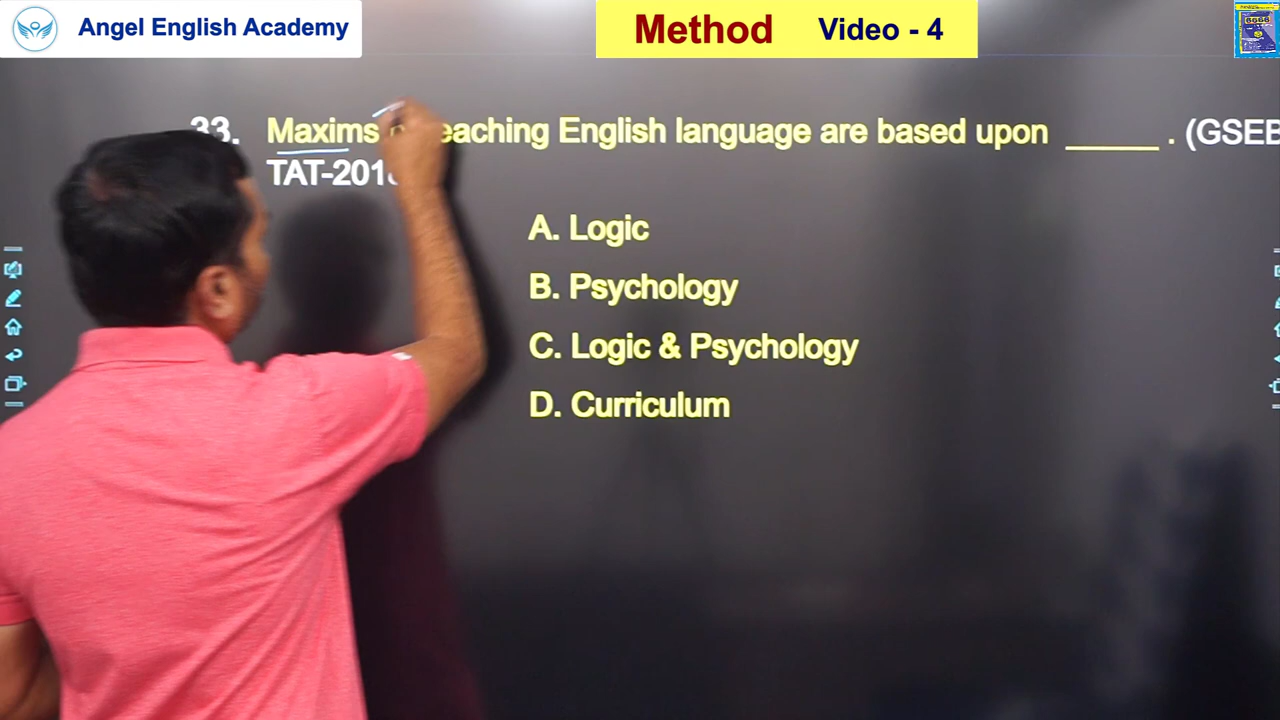 Angel English Academy
Method Video - 4
33. Maxims eaching English language are based upon _____ . (GSEB
TAT-201
A. Logic
B. Psychology
C. Logic & Psychology
D. Curriculum